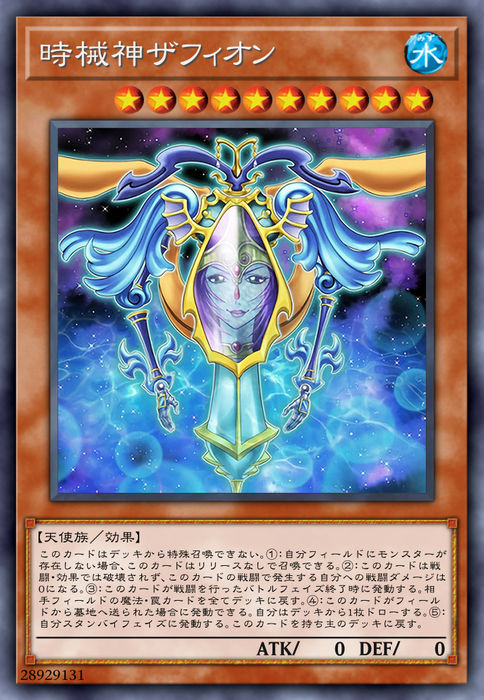 時械神ザフィオン
みず
水
【天使族／効果】
このカードはデッキから特殊召喚できない。①：自分フィールドにモンスターが
存在しない場合、このカードはリリースなしで召喚できる。②：このカードは戦
闘・効果では破壊されず、このカードの戦闘で発生する自分への戦闘ダメージは
0になる。③：このカードが戦闘を行ったバトルフェイズ終了時に発動する。相
手フィールドの魔法・罠カードを全てデッキに戻す。④：このカードがフィール
ドから墓地へ送られた場合に発動できる。自分はデッキから1枚ドローする。⑤：
自分スタンバイフェイズに発動する。このカードを持ち主のデッキに戻す。
ATK/ 0 DEF/ 0
28929131